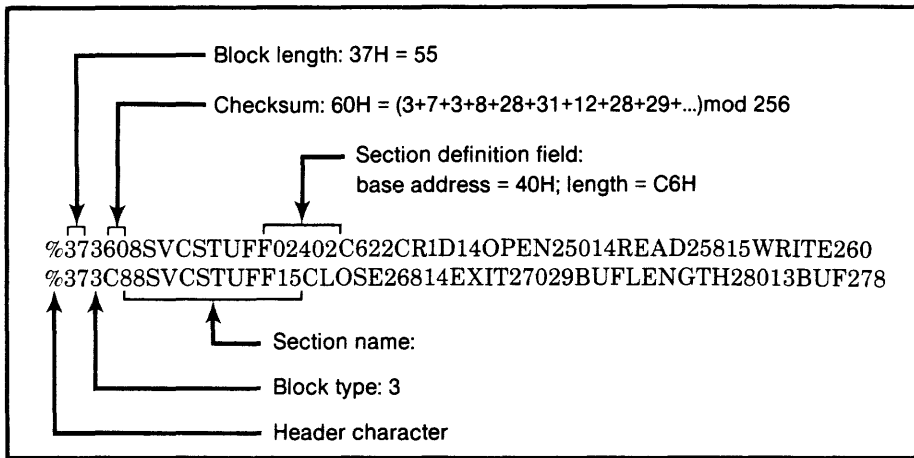 Block length: 37H = 55
Checksum: 60H = (3+7+3+8+28+31+12+28+29+...)mod 256
Section definition field:
base address = 40H; length = C6H
%373608SVCSTUFF02402C622CR1D14OPEN25014READ25815WRITE260
%373C88SVCSTUFF15CLOSE26814EXIT27029BUFLENGTH28013BUF278
Section name:
Block type: 3
Header character